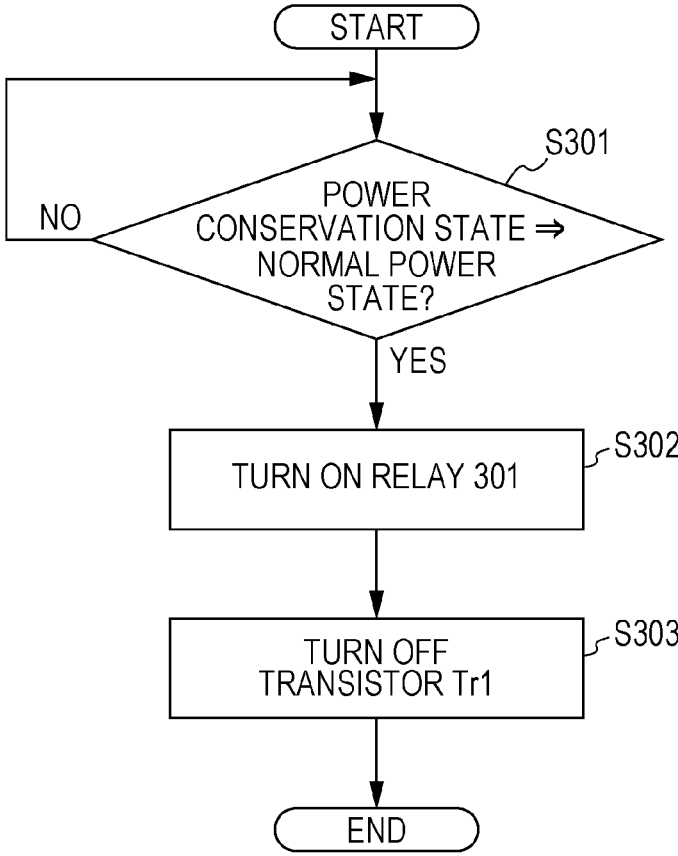 START
S301
POWER
CONSERVATION STATE ⇒
NORMAL POWER
STATE?
NO
YES
TURN ON RELAY 301
S302
TURN OFF
TRANSISTOR Tr1
S303
END